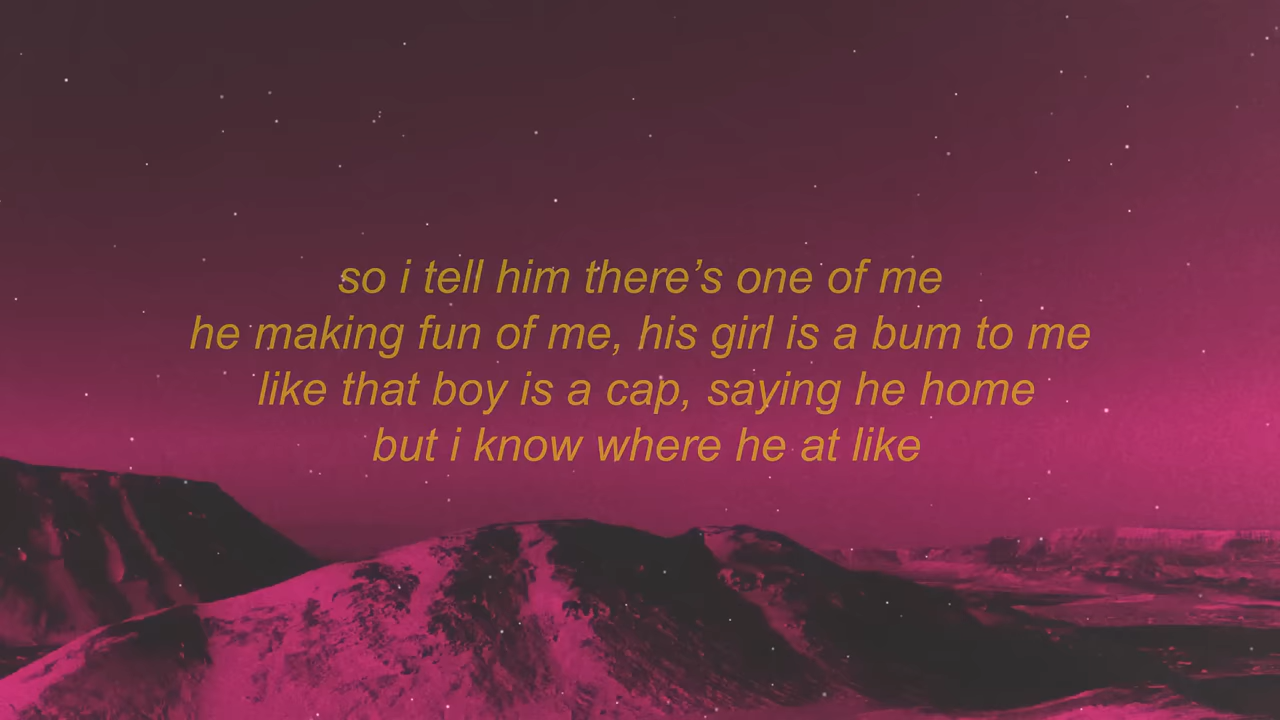 so i tell him there’s one of me
he making fun of me, his girl is a bum to me
like that boy is a cap, saying he home
but i know where he at like